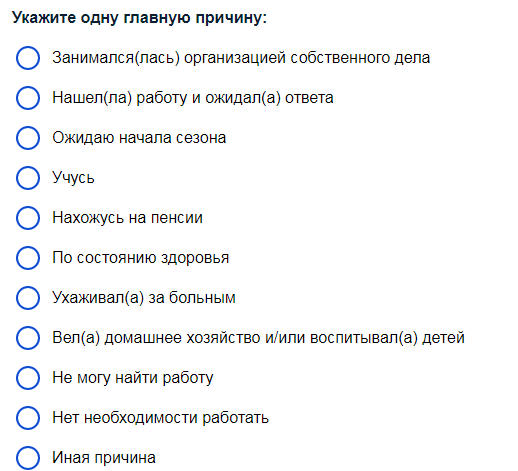 Укажите одну главную причину:
Занимался(лась) организацией собственного дела
Нашел(ла) работу и ожидал(а) ответа
Ожидаю начала сезона
Учусь
Нахожусь на пенсии
По состоянию здоровья
Ухаживал(а) за больным
Вел(а) домашнее хозяйство и/или воспитывал(а) детей
Не могу найти работу
Нет необходимости работать
Иная причина